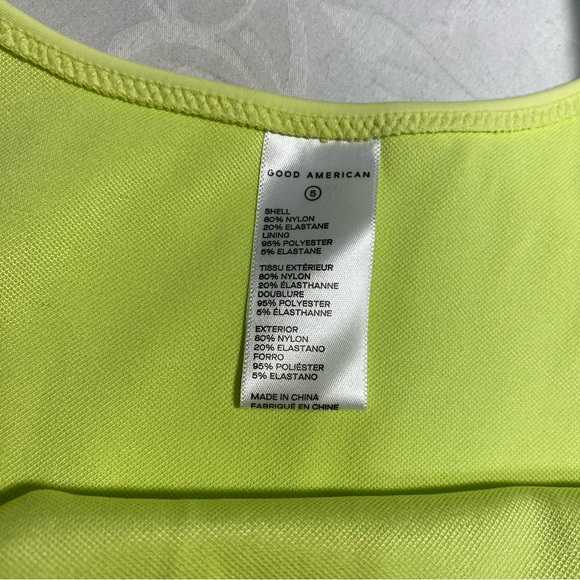 GOOD AMERICAN
5
SHELL
80% NYLON
20% ELASTANE
LINING
95% POLYESTER
5% ELASTANE
TISSU EXTÉRIEUR
80% NYLON
20% ÉLASTHANNE
DOUBLURE
95% POLYESTER
5% ÉLASTHANNE
EXTERIOR
80% NYLON
20% ELASTANO
FORRO
95% POLIÉSTER
5% ELASTANO
MADE IN CHINA
FABRIQUÉ EN CHINE